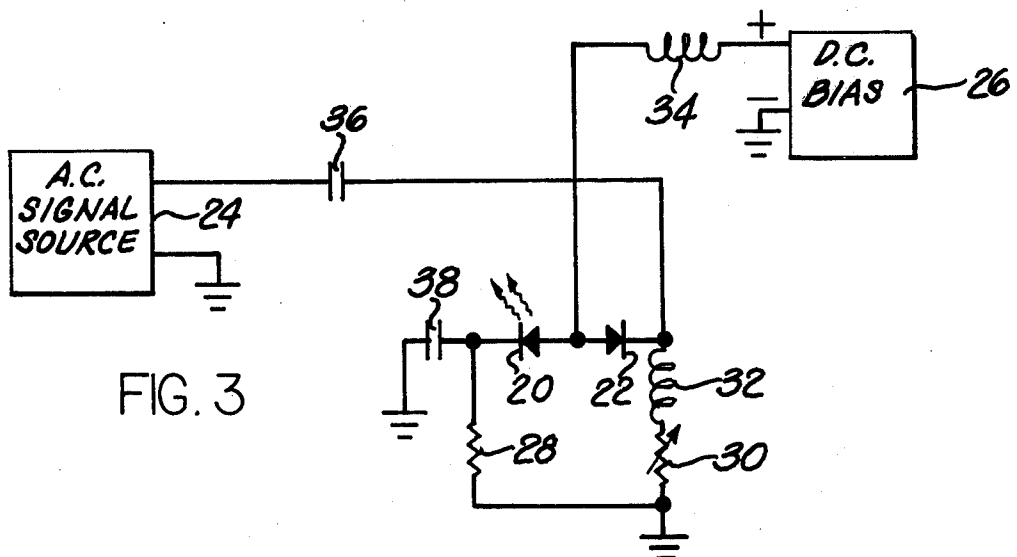 +
D.C.
BIAS
−
26
34
36
A.C.
SIGNAL
SOURCE
24
38
20
22
32
FIG. 3
28
30